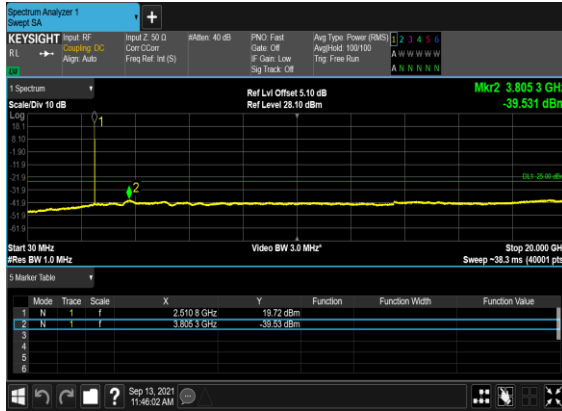 Spectrum Analyzer 1
Swept SA
+
KEYSIGHT Input: RF Input Z: 50 Ω #Atten: 40 dB PNO: Fast Avg Type: Power (RMS) 1 2 3 4 5 6
RL Coupling: DC Corr CCorr Gate: Off Avg|Hold: 100/100 A W W W W W
Align: Auto Freq Ref: Int (S) IF Gain: Low Trig: Free Run
LU Sig Track: Off A N N N N N
1 Spectrum Ref Lvl Offset 5.10 dB Mkr2 3.805 3 GHz
Scale/Div 10 dB Ref Level 28.10 dBm -39.531 dBm
Log
18.1
8.10
-1.90
-11.9
-21.9
-31.9
-41.9
-51.9
-61.9
1
2
DL1 -25.00 dBm
Start 30 MHz Video BW 3.0 MHz* Stop 20.000 GH
#Res BW 1.0 MHz Sweep ~38.3 ms (40001 pts
5 Marker Table
Mode Trace Scale X Y Function Function Width Function Value
1 N 1 f 2.510 8 GHz 19.72 dBm
2 N 1 f 3.805 3 GHz -39.53 dBm
3
4
5
6
? Sep 13, 2021
11:46:02 AM